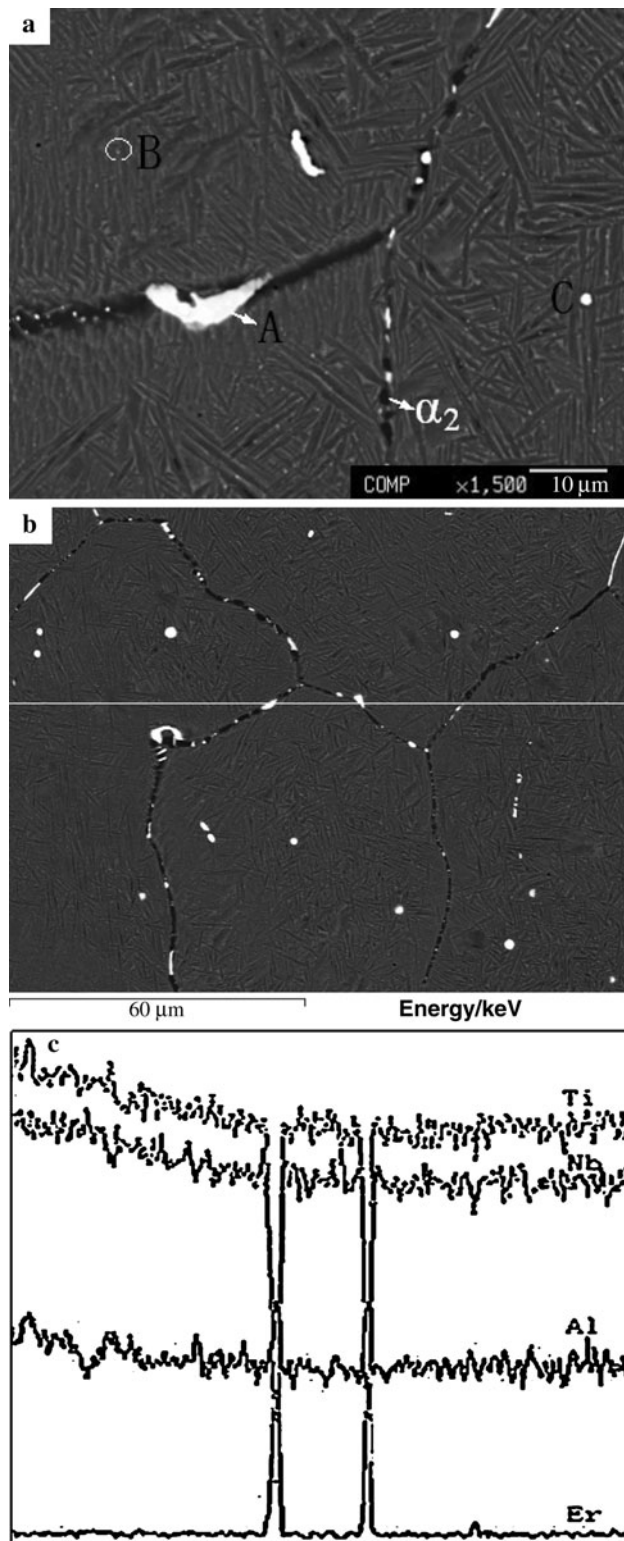 a
B
C
A
α2
COMP ×1,500 10 μm
b
60 μm Energy/keV
c
Ti
Nb
Al
Er